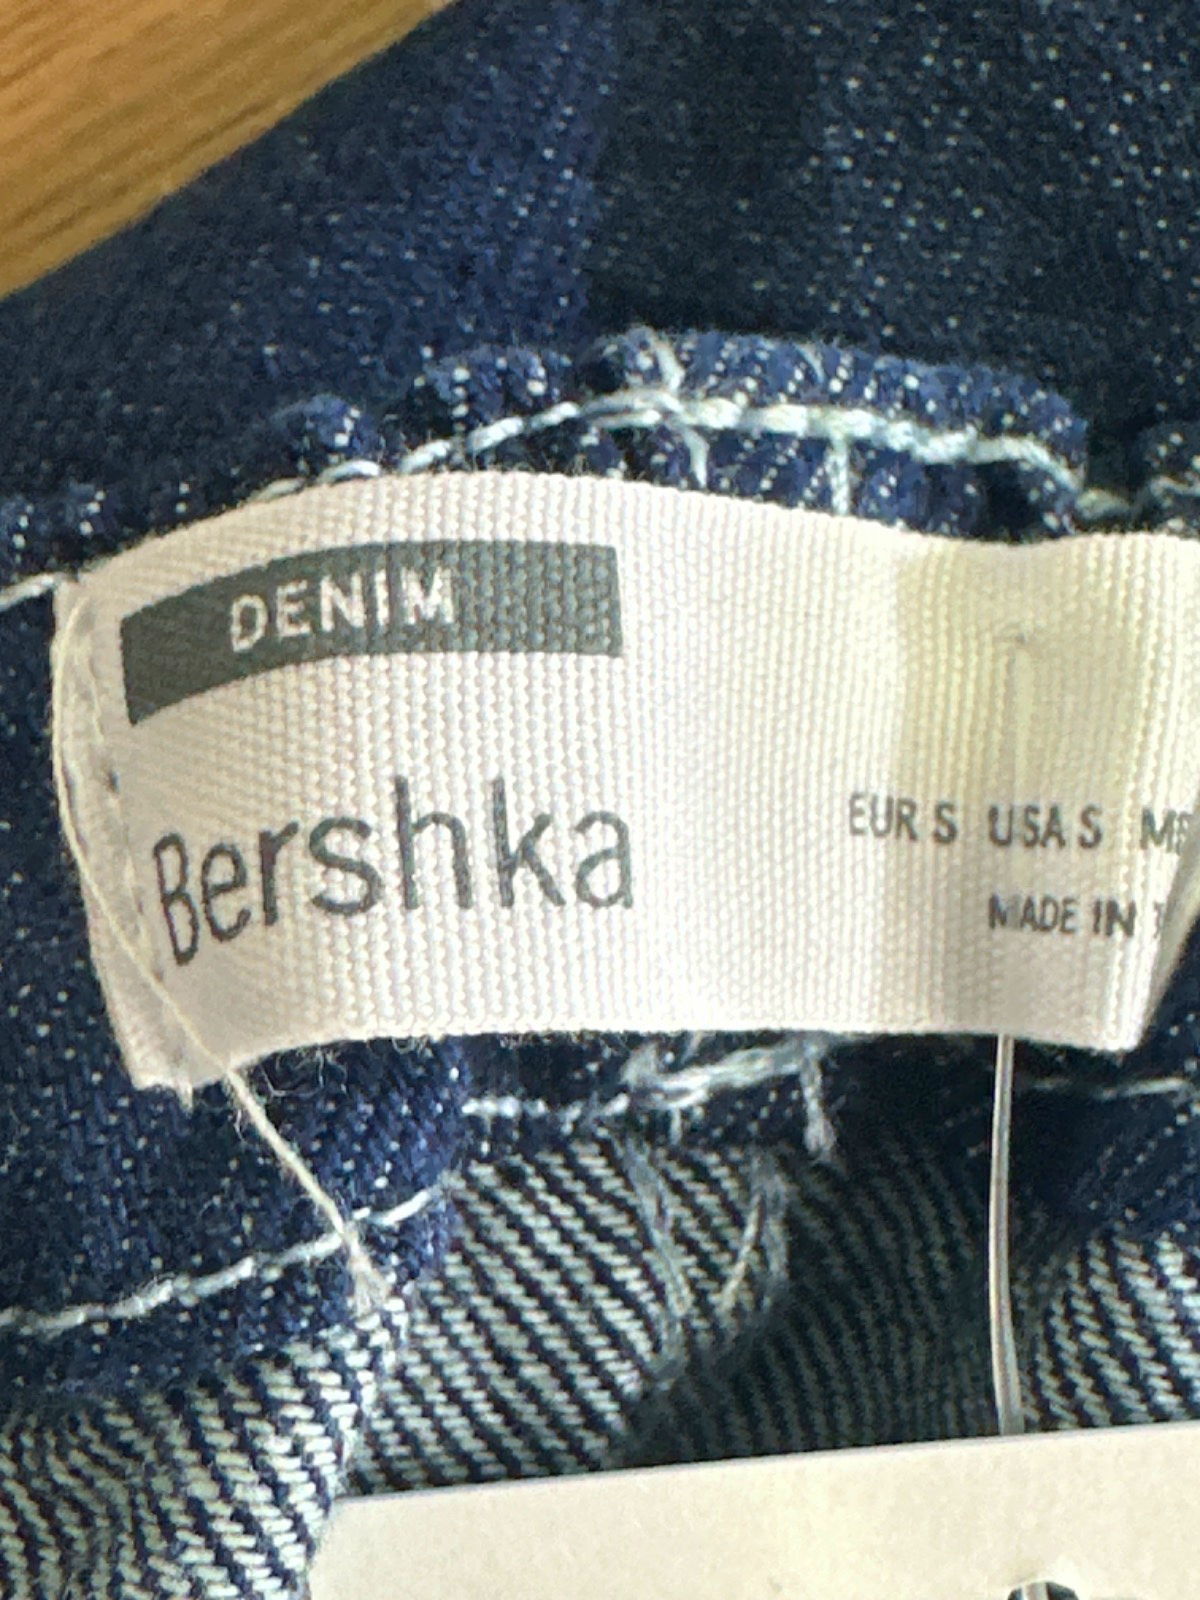 DENIM
Bershka
EUR S USA S
MADE IN